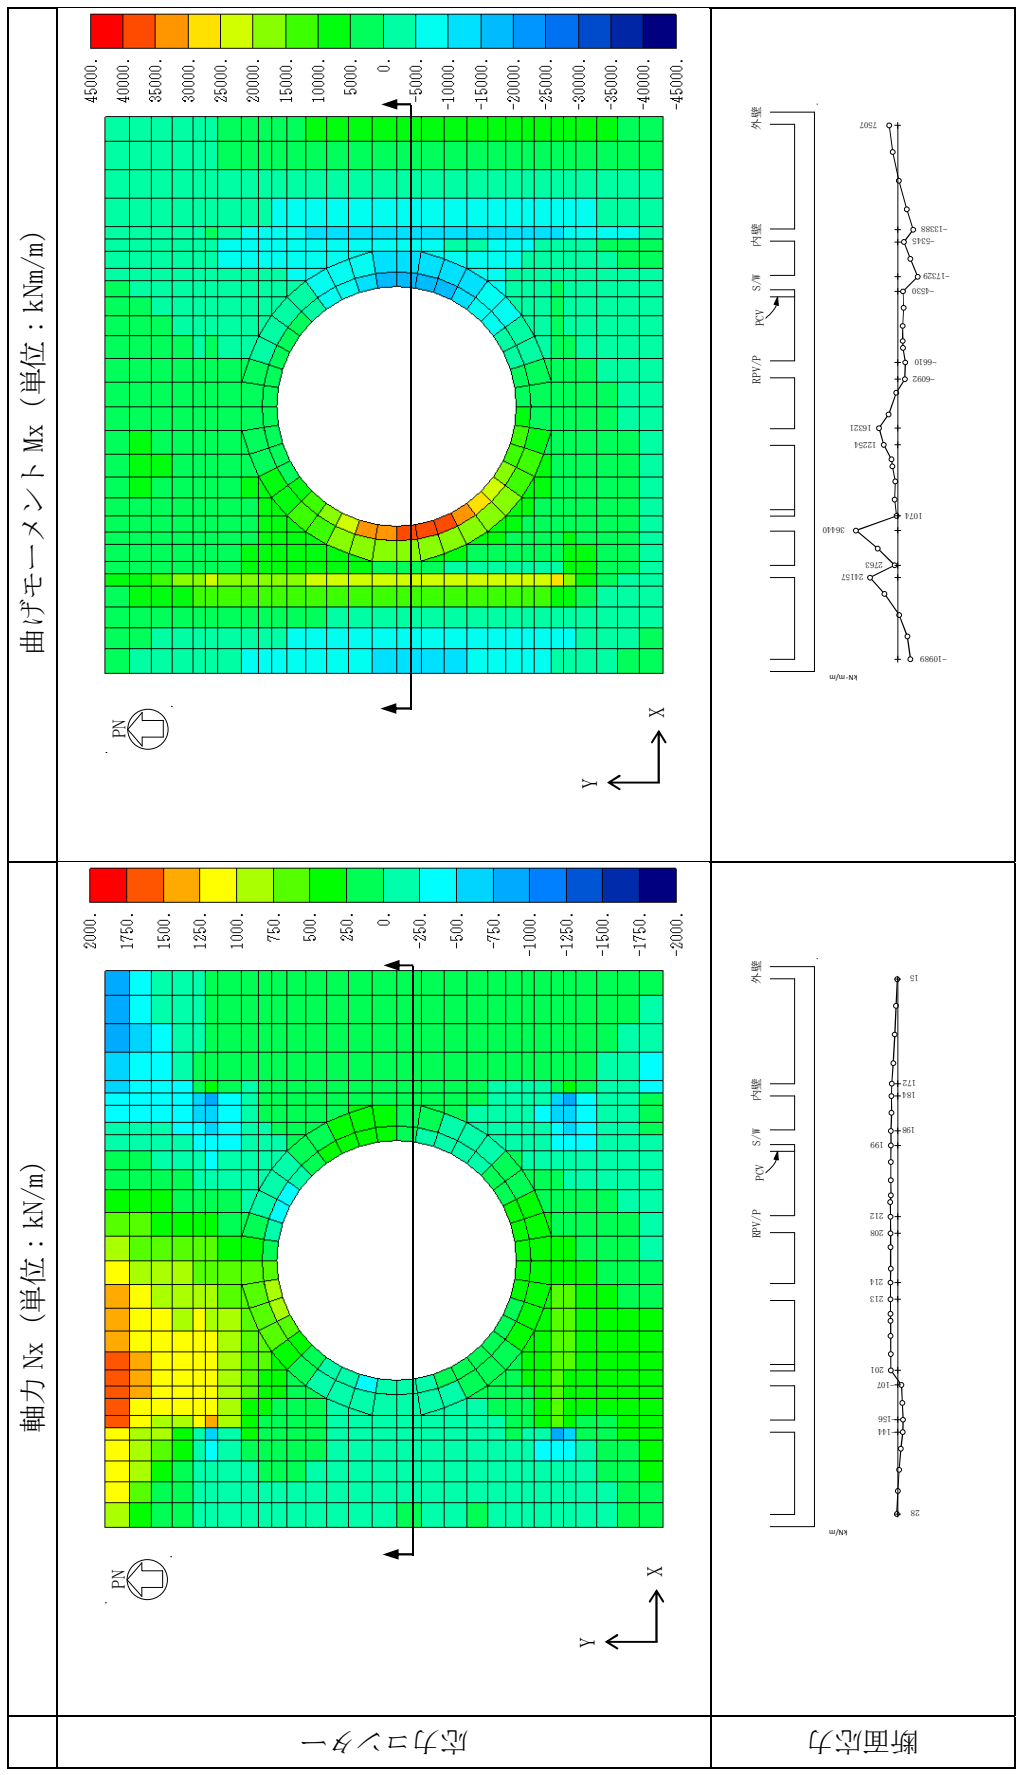 軸力 Nx (単位：kN/m)
曲げモーメント Mx (単位：kNm/m)
応力コンター
2000.
1750.
1500.
1250.
1000.
750.
500.
250.
0.
-250.
-500.
-750.
-1000.
-1250.
-1500.
-1750.
-2000.
PN
Y
X
45000.
40000.
35000.
30000.
25000.
20000.
15000.
10000.
5000.
0.
-5000.
-10000.
-15000.
-20000.
-25000.
-30000.
-35000.
-40000.
-45000.
PN
Y
X
断面応力
RPV/P
PCV
S/W
内壁
外壁
kN/m
28
-144
-156
-107
201
213
214
208
212
199
198
184
172
15
RPV/P
PCV
S/W
内壁
外壁
kN·m/m
-10989
24157
2763
36440
1074
12254
16321
-6092
-6610
-4530
-17329
-5345
-13388
7507